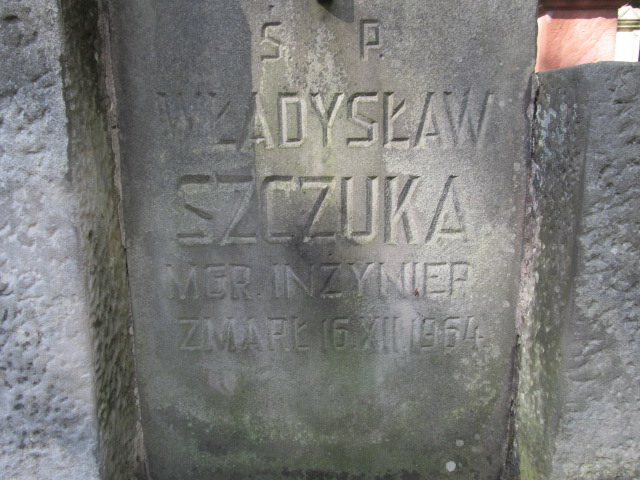 Ś. P.
WŁADYSŁAW
SZCZUKA
MGR. INŻYNIER
ZMARŁ 16.XII.1964